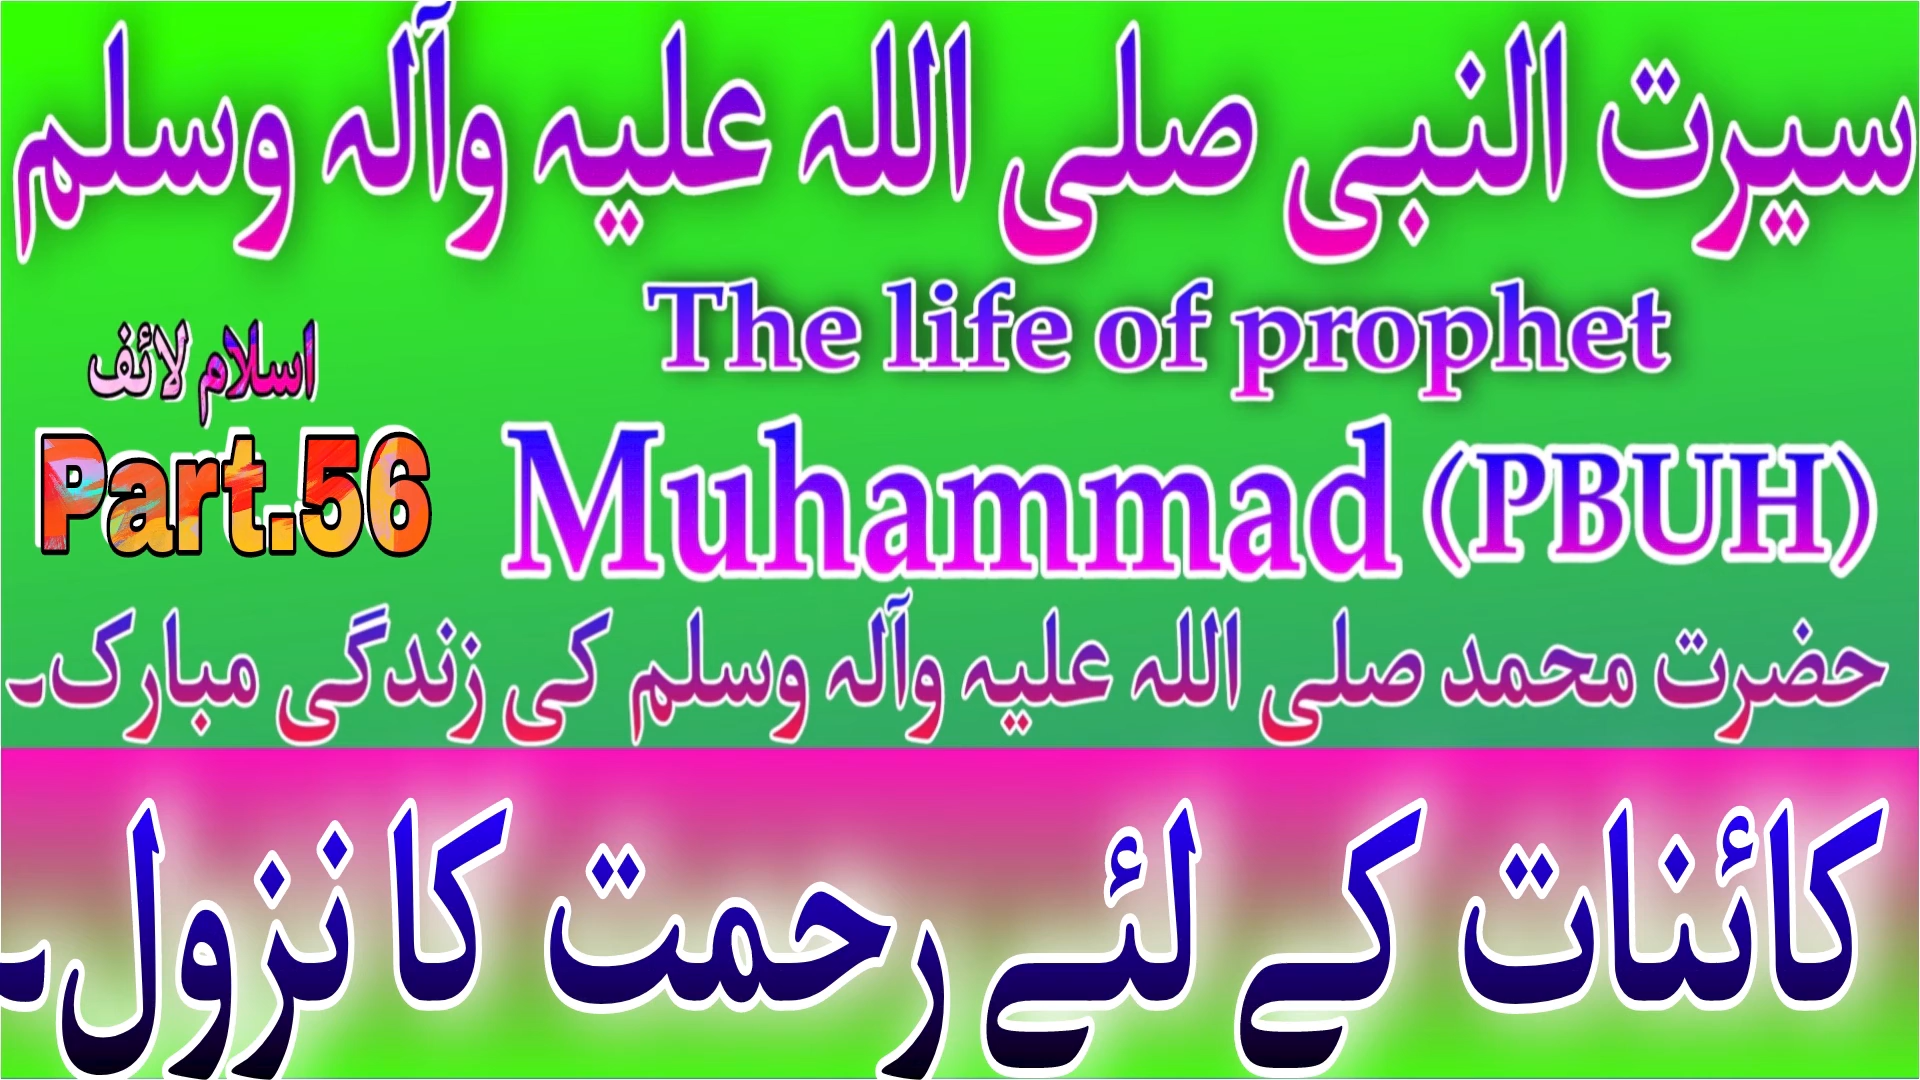 سیرت النبی صلی اللہ علیہ وآلہ وسلم
The life of prophet
اسلام لائف
Part.56
Muhammad (PBUH)
حضرت محمد صلی اللہ علیہ وآلہ وسلم کی زندگی مبارک۔
کائنات کے لئے رحمت کا نزول۔